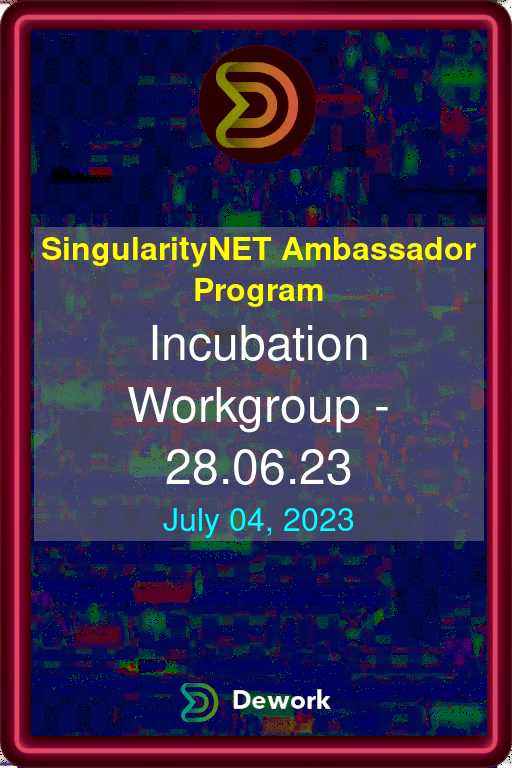 SingularityNET Ambassador
Program
Incubation
Workgroup -
28.06.23
July 04, 2023
Dework